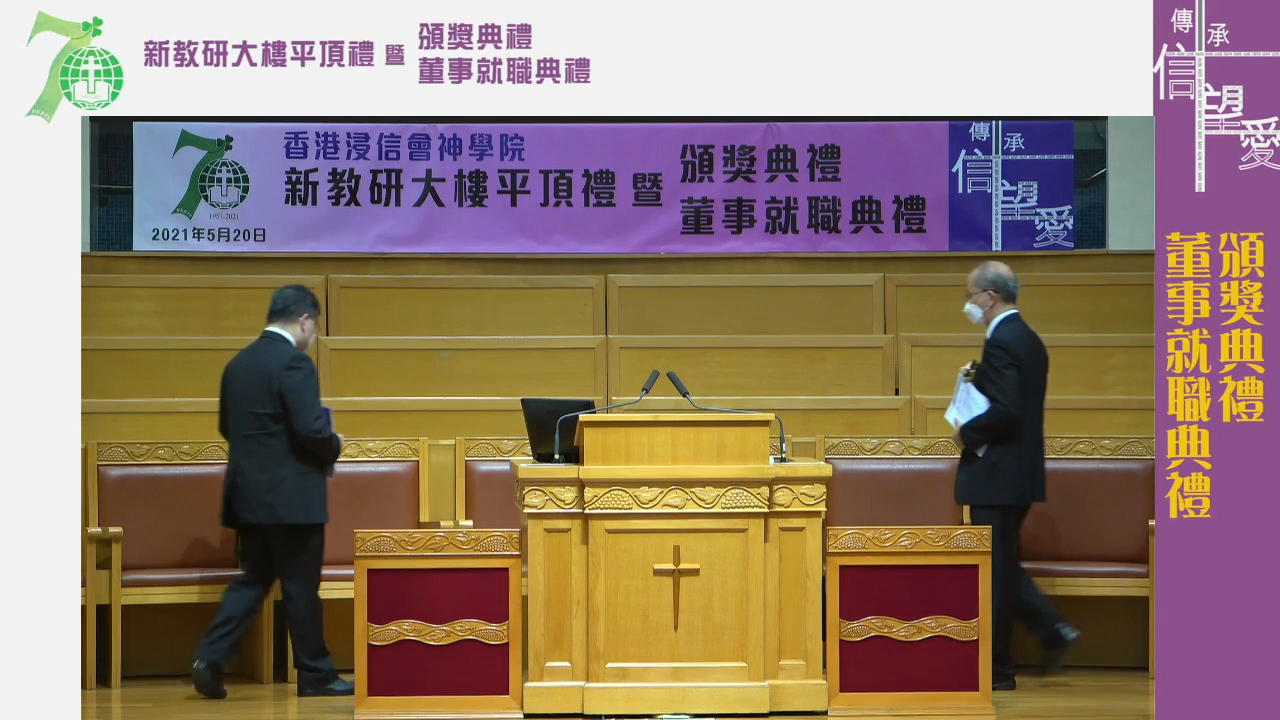 新教研大樓平頂禮暨
頒獎典禮
董事就職典禮
傳承
信望愛
香港浸信會神學院
新教研大樓平頂禮暨
頒獎典禮
董事就職典禮
1951-2021
2021年5月20日
傳承
信望愛
頒獎典禮
董事就職典禮